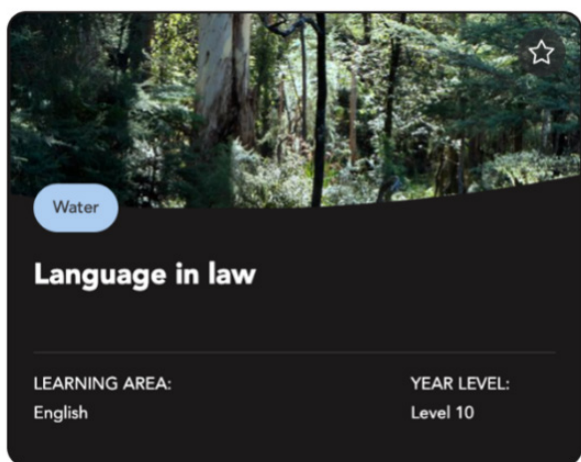 Water
Language in law
LEARNING AREA:
YEAR LEVEL:
English
Level 10